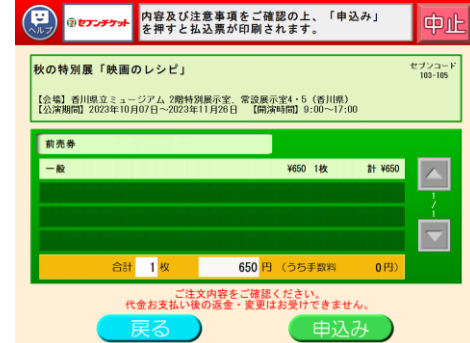 ヘルプ
セブンチケット
内容及び注意事項をご確認の上、「申込み」
を押すと払込票が印刷されます。
中止
秋の特別展「映画のレシピ」
セブンコード
103-105
【会場】香川県立ミュージアム 2階特別展示室、常設展示室4・5（香川県）
【公演期間】2023年10月07日～2023年11月26日 【開演時間】9:00～17:00
前売券
一般 ¥650 1枚 計 ¥650
1
/
1
合計 1 枚 650 円 （うち手数料 0 円）
ご注文内容をご確認ください。
代金お支払い後の返金・変更はお受けできません。
戻る
申込み